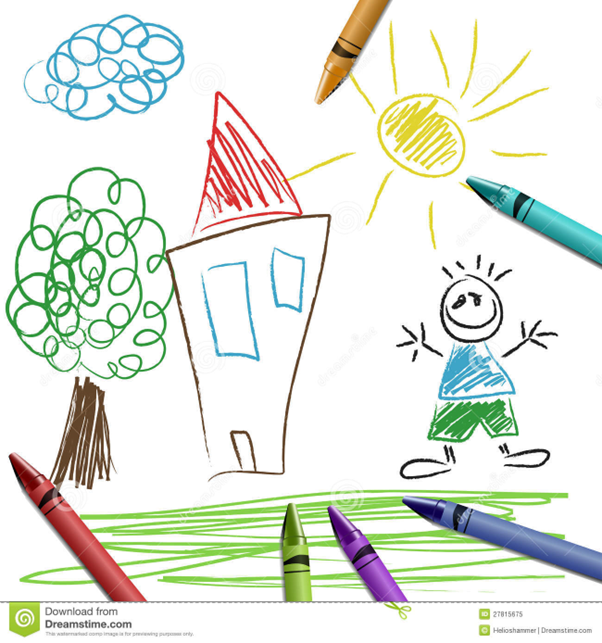 Download from
Dreamstime.com
This watermarked comp image is for previewing purposes only.
ID 27815675
© Helioshammer | Dreamstime.com